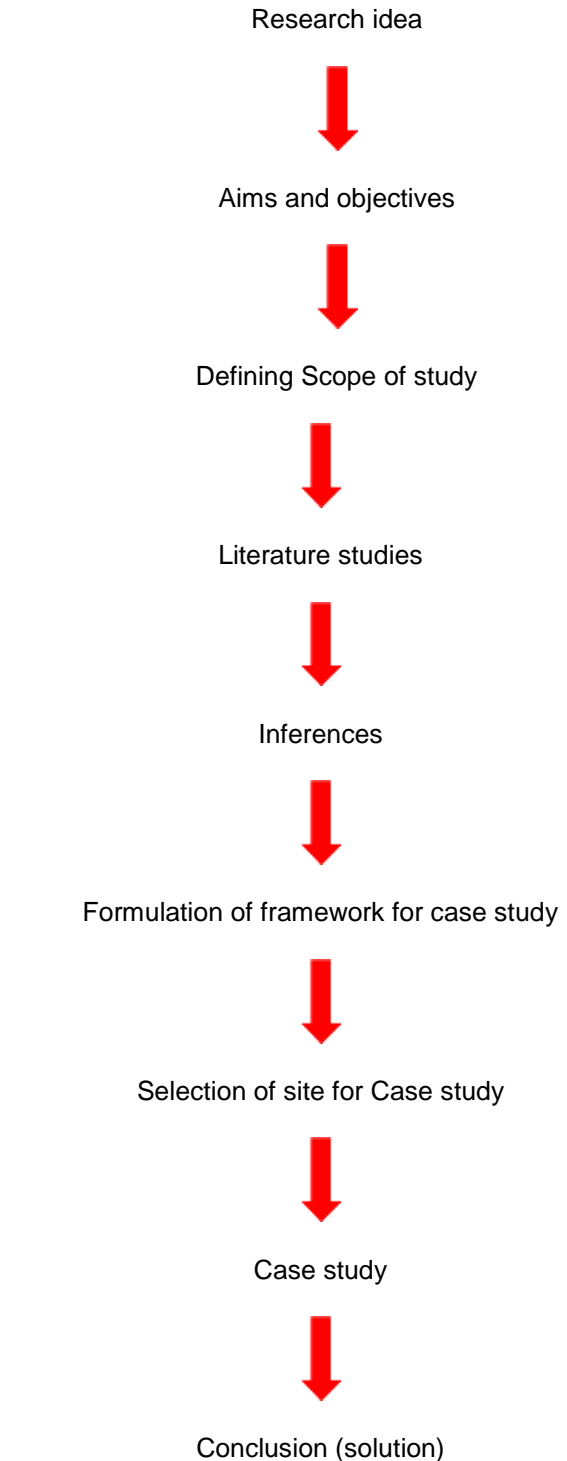 Research idea
Aims and objectives
Defining Scope of study
Literature studies
Inferences
Formulation of framework for case study
Selection of site for Case study
Case study
Conclusion (solution)